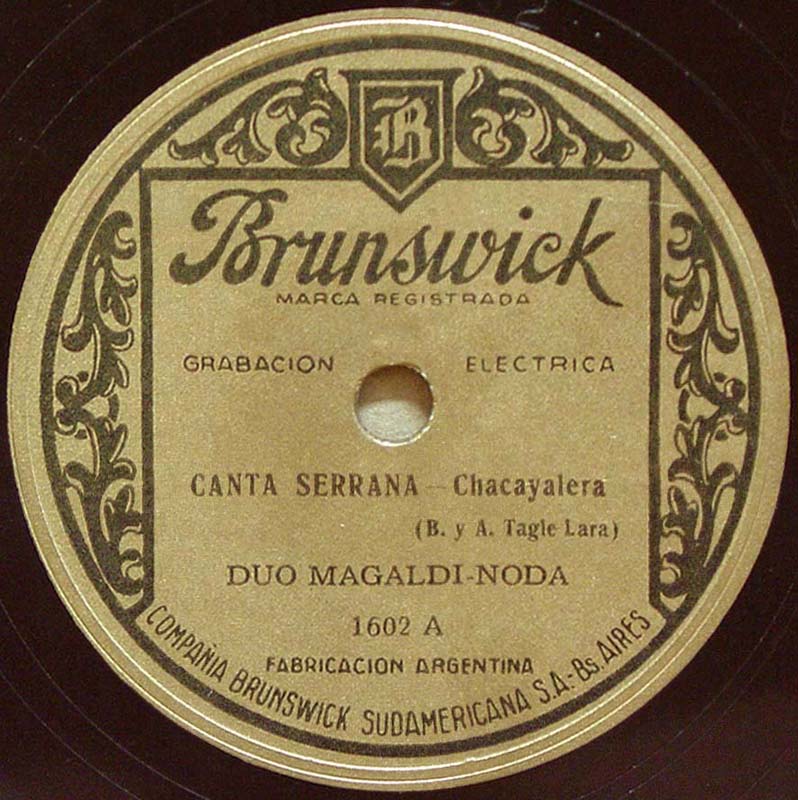 B
Brunswick
MARCA REGISTRADA
GRABACION ELECTRICA
CANTA SERRANA — Chacayalera
(B. y A. Tagle Lara)
DUO MAGALDI-NODA
1602 A
FABRICACION ARGENTINA
COMPAÑIA BRUNSWICK SUDAMERICANA S.A.-Bs. AIRES